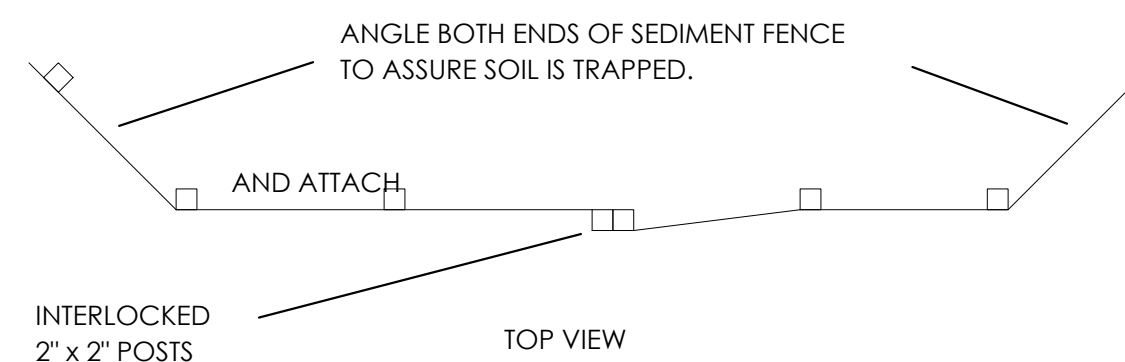 ANGLE BOTH ENDS OF SEDIMENT FENCE
TO ASSURE SOIL IS TRAPPED.
AND ATTACH
INTERLOCKED
2" x 2" POSTS
TOP VIEW